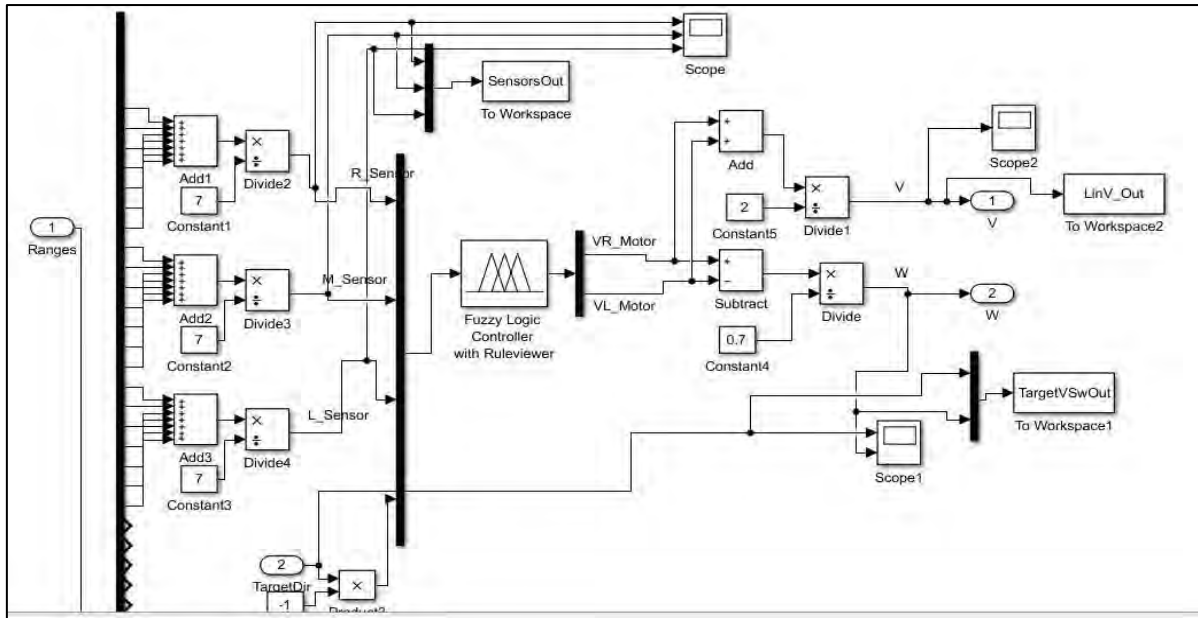 Scope
SensorsOut
To Workspace
+
+
+
+
+
+
+
Add1
×
÷
Divide2
7
Constant1
R_Sensor
1
Ranges
+
+
+
+
+
+
+
Add2
×
÷
Divide3
7
Constant2
M_Sensor
+
+
+
+
+
+
+
Add3
×
÷
Divide4
7
Constant3
L_Sensor
Fuzzy Logic
Controller
with Ruleviewer
VR_Motor
VL_Motor
+
+
Add
2
Constant5
×
÷
Divide1
V
Scope2
1
V
LinV_Out
To Workspace2
+
−
Subtract
0.7
Constant4
×
÷
Divide
W
2
W
TargetVSwOut
To Workspace1
Scope1
2
TargetDir
-1
×